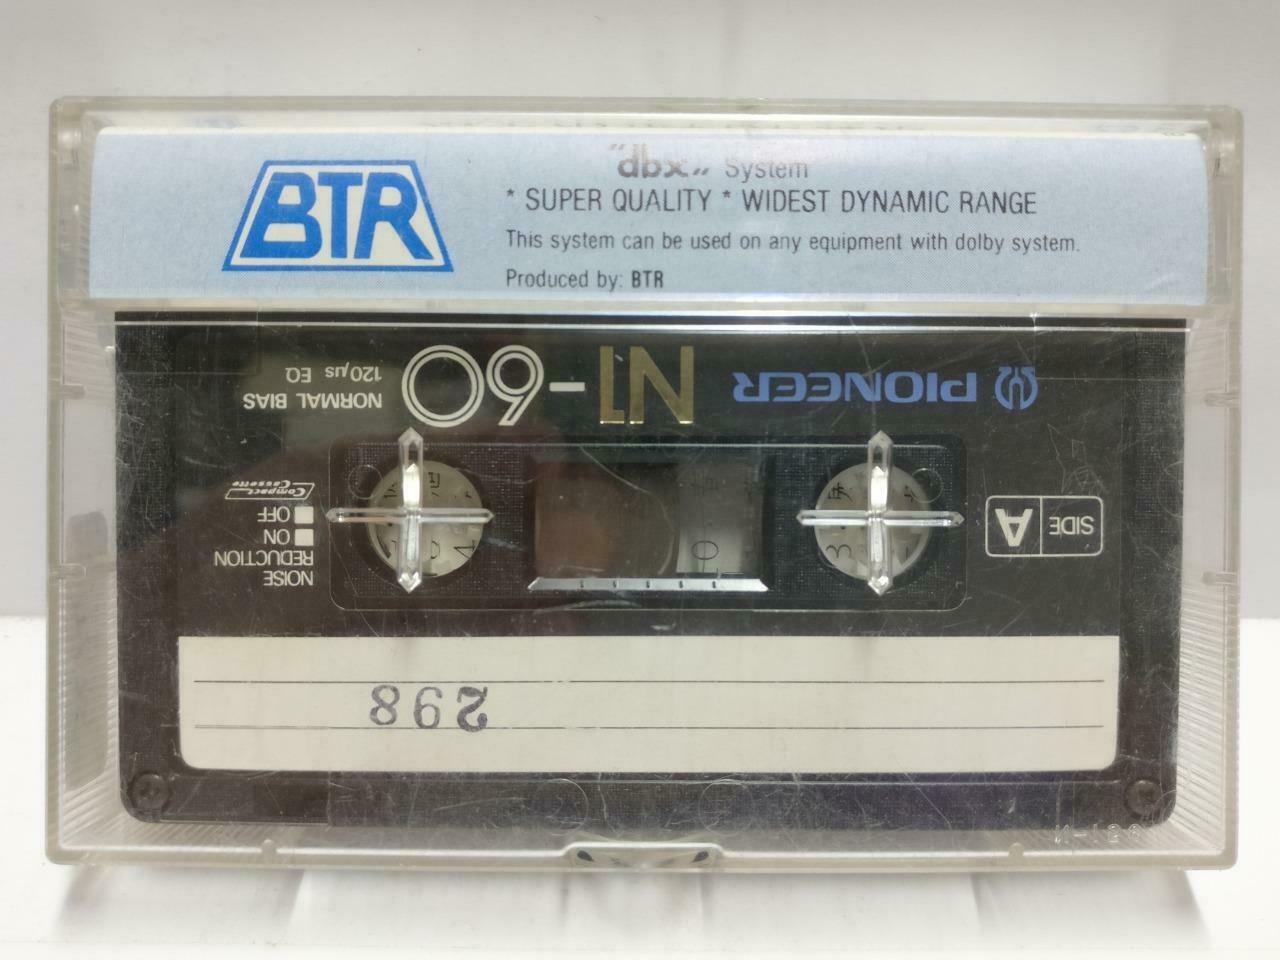 BTR
"dbx" System
* SUPER QUALITY * WIDEST DYNAMIC RANGE
This system can be used on any equipment with dolby system.
Produced by: BTR
298
SIDE A
NOISE
REDUCTION
ON
OFF
Compact
Cassette
PIONEER N1-60 NORMAL BIAS
120µs EQ